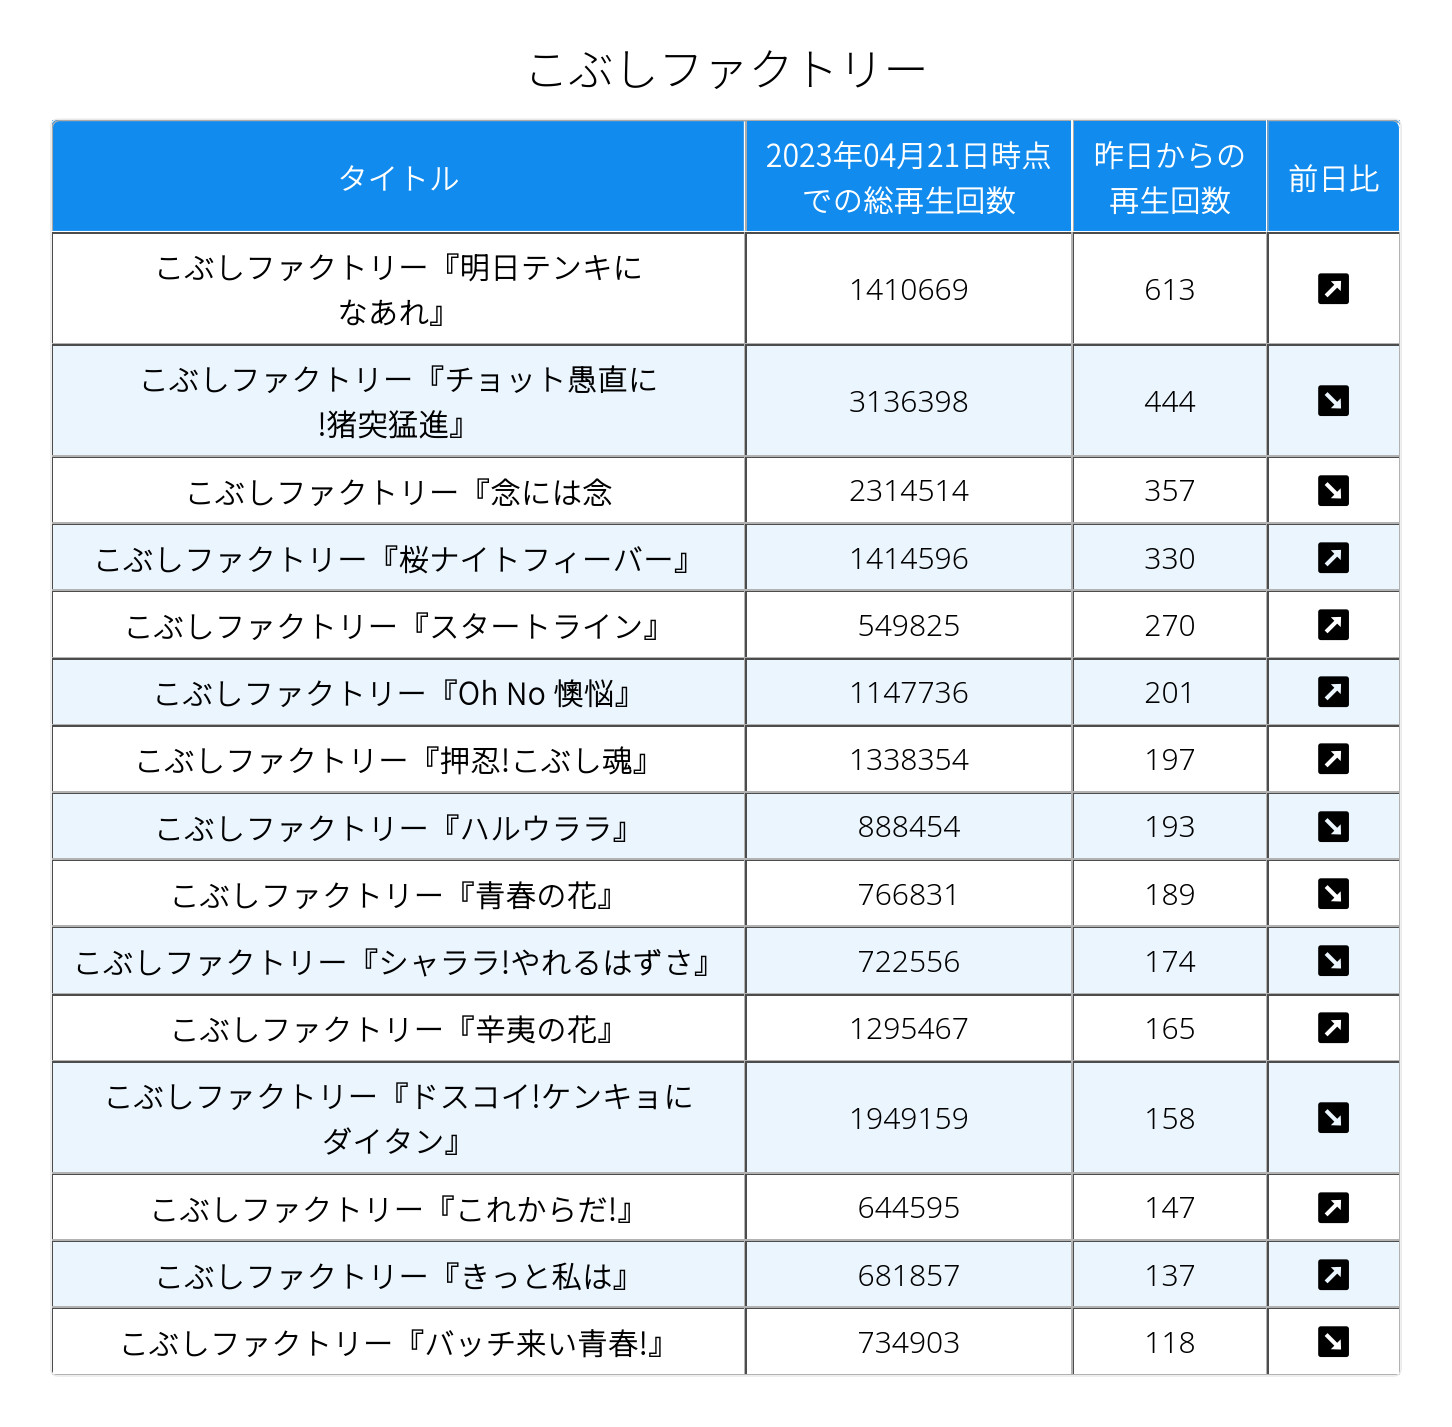 こぶしファクトリー
タイトル
2023年04月21日時点
での総再生回数
昨日からの
再生回数
前日比
こぶしファクトリー『明日テンキに
なあれ』
1410669
613
こぶしファクトリー『チョット愚直に
!猪突猛進』
3136398
444
こぶしファクトリー『念には念
2314514
357
こぶしファクトリー『桜ナイトフィーバー』
1414596
330
こぶしファクトリー『スタートライン』
549825
270
こぶしファクトリー『Oh No 懊悩』
1147736
201
こぶしファクトリー『押忍!こぶし魂』
1338354
197
こぶしファクトリー『ハルウララ』
888454
193
こぶしファクトリー『青春の花』
766831
189
こぶしファクトリー『シャララ!やれるはずさ』
722556
174
こぶしファクトリー『辛夷の花』
1295467
165
こぶしファクトリー『ドスコイ!ケンキョに
ダイタン』
1949159
158
こぶしファクトリー『これからだ!』
644595
147
こぶしファクトリー『きっと私は』
681857
137
こぶしファクトリー『バッチ来い青春!』
734903
118